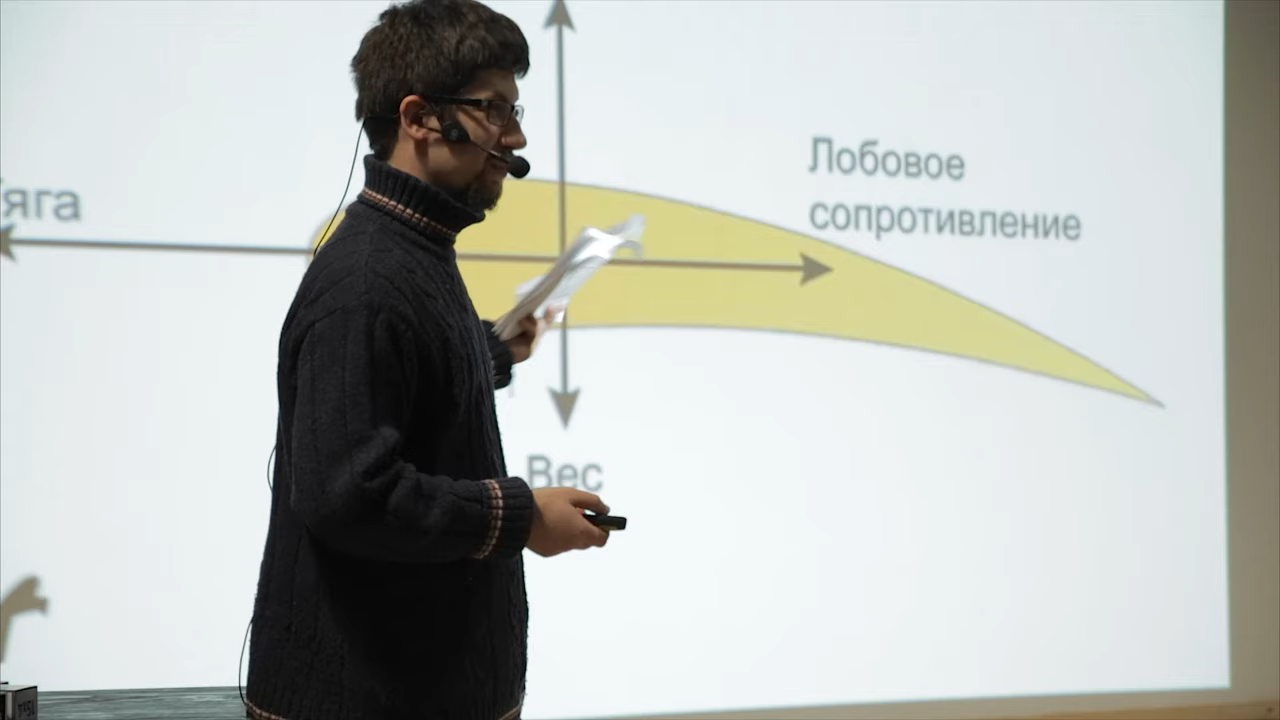 Лобовое
сопротивление
яга
Вес